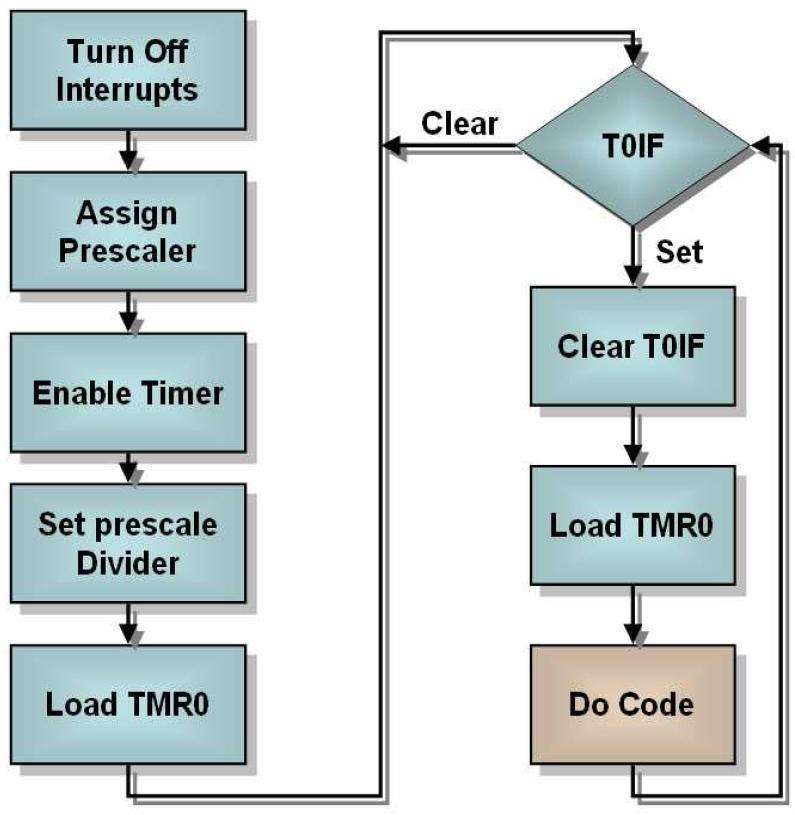 Turn Off
Interrupts
Assign
Prescaler
Enable Timer
Set prescale
Divider
Load TMR0
T0IF
Clear
Set
Clear T0IF
Load TMR0
Do Code